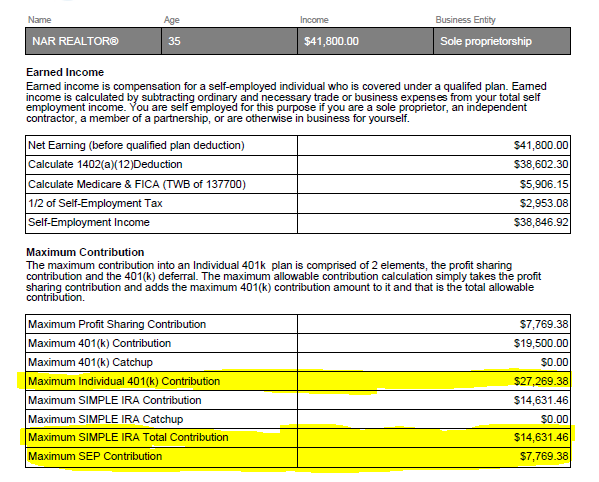 Name Age Income Business Entity
NAR REALTOR® 35 $41,800.00 Sole proprietorship
Earned Income
Earned income is compensation for a self-employed individual who is covered under a qualifed plan. Earned
income is calculated by subtracting ordinary and necessary trade or business expenses from your total self
employment income. You are self employed for this purpose if you are a sole proprietor, an independent
contractor, a member of a partnership, or are otherwise in business for yourself.
Net Earning (before qualified plan deduction) $41,800.00
Calculate 1402(a)(12)Deduction $38,602.30
Calculate Medicare & FICA (TWB of 137700) $5,906.15
1/2 of Self-Employment Tax $2,953.08
Self-Employment Income $38,846.92
Maximum Contribution
The maximum contribution into an Individual 401k plan is comprised of 2 elements, the profit sharing
contribution and the 401(k) deferral. The maximum allowable contribution calculation simply takes the profit
sharing contribution and adds the maximum 401(k) contribution amount to it and that is the total allowable
contribution.
Maximum Profit Sharing Contribution $7,769.38
Maximum 401(k) Contribution $19,500.00
Maximum 401(k) Catchup $0.00
Maximum Individual 401(k) Contribution $27,269.38
Maximum SIMPLE IRA Contribution $14,631.46
Maximum SIMPLE IRA Catchup $0.00
Maximum SIMPLE IRA Total Contribution $14,631.46
Maximum SEP Contribution $7,769.38